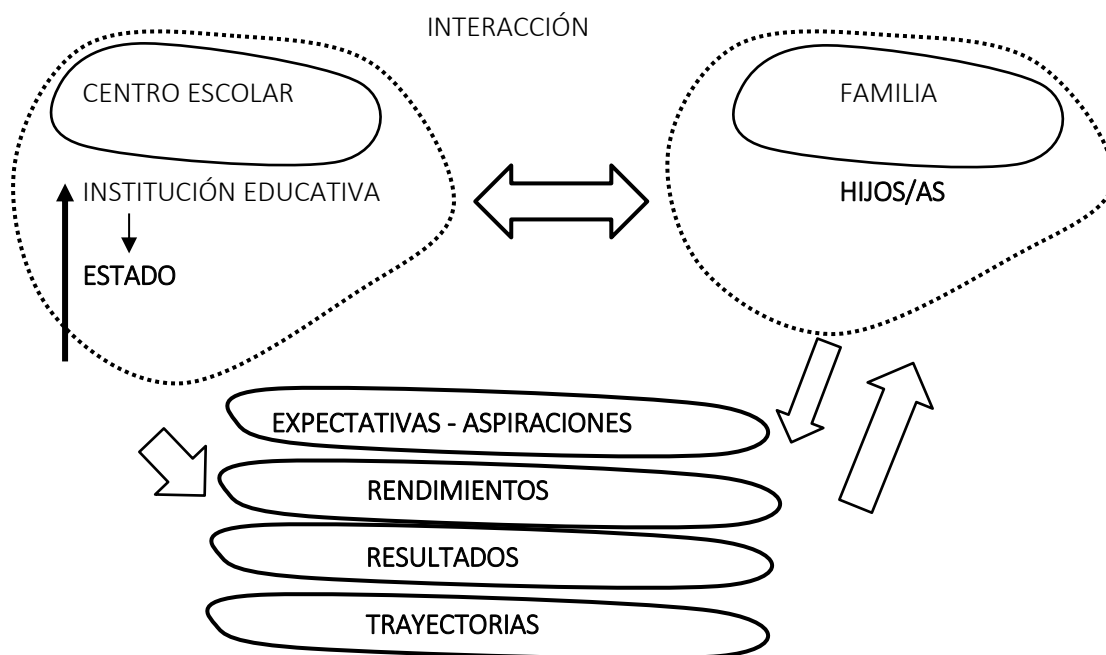 INTERACCIÓN
CENTRO ESCOLAR
FAMILIA
INSTITUCIÓN EDUCATIVA
HIJOS/AS
ESTADO
EXPECTATIVAS - ASPIRACIONES
RENDIMIENTOS
RESULTADOS
TRAYECTORIAS